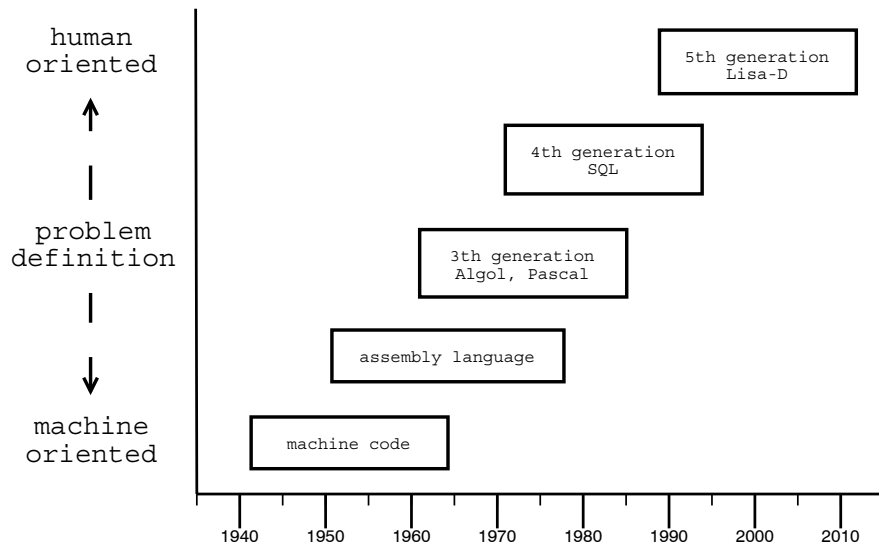 human
oriented
problem
definition
machine
oriented
5th generation
Lisa-D
4th generation
SQL
3th generation
Algol, Pascal
assembly language
machine code
1940 1950 1960 1970 1980 1990 2000 2010